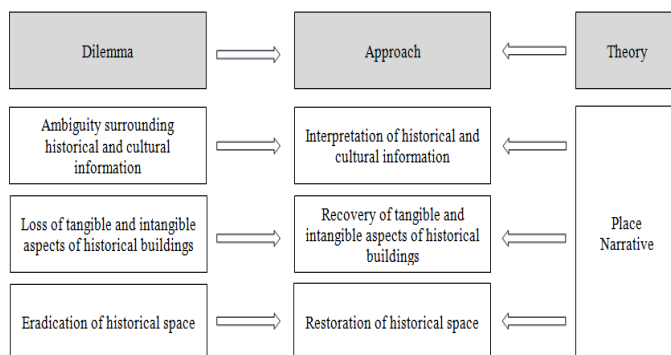 Dilemma
Approach
Theory
Ambiguity surrounding
historical and cultural
information
Interpretation of historical and
cultural information
Loss of tangible and intangible
aspects of historical buildings
Recovery of tangible and
intangible aspects of historical
buildings
Place
Narrative
Eradication of historical space
Restoration of historical space